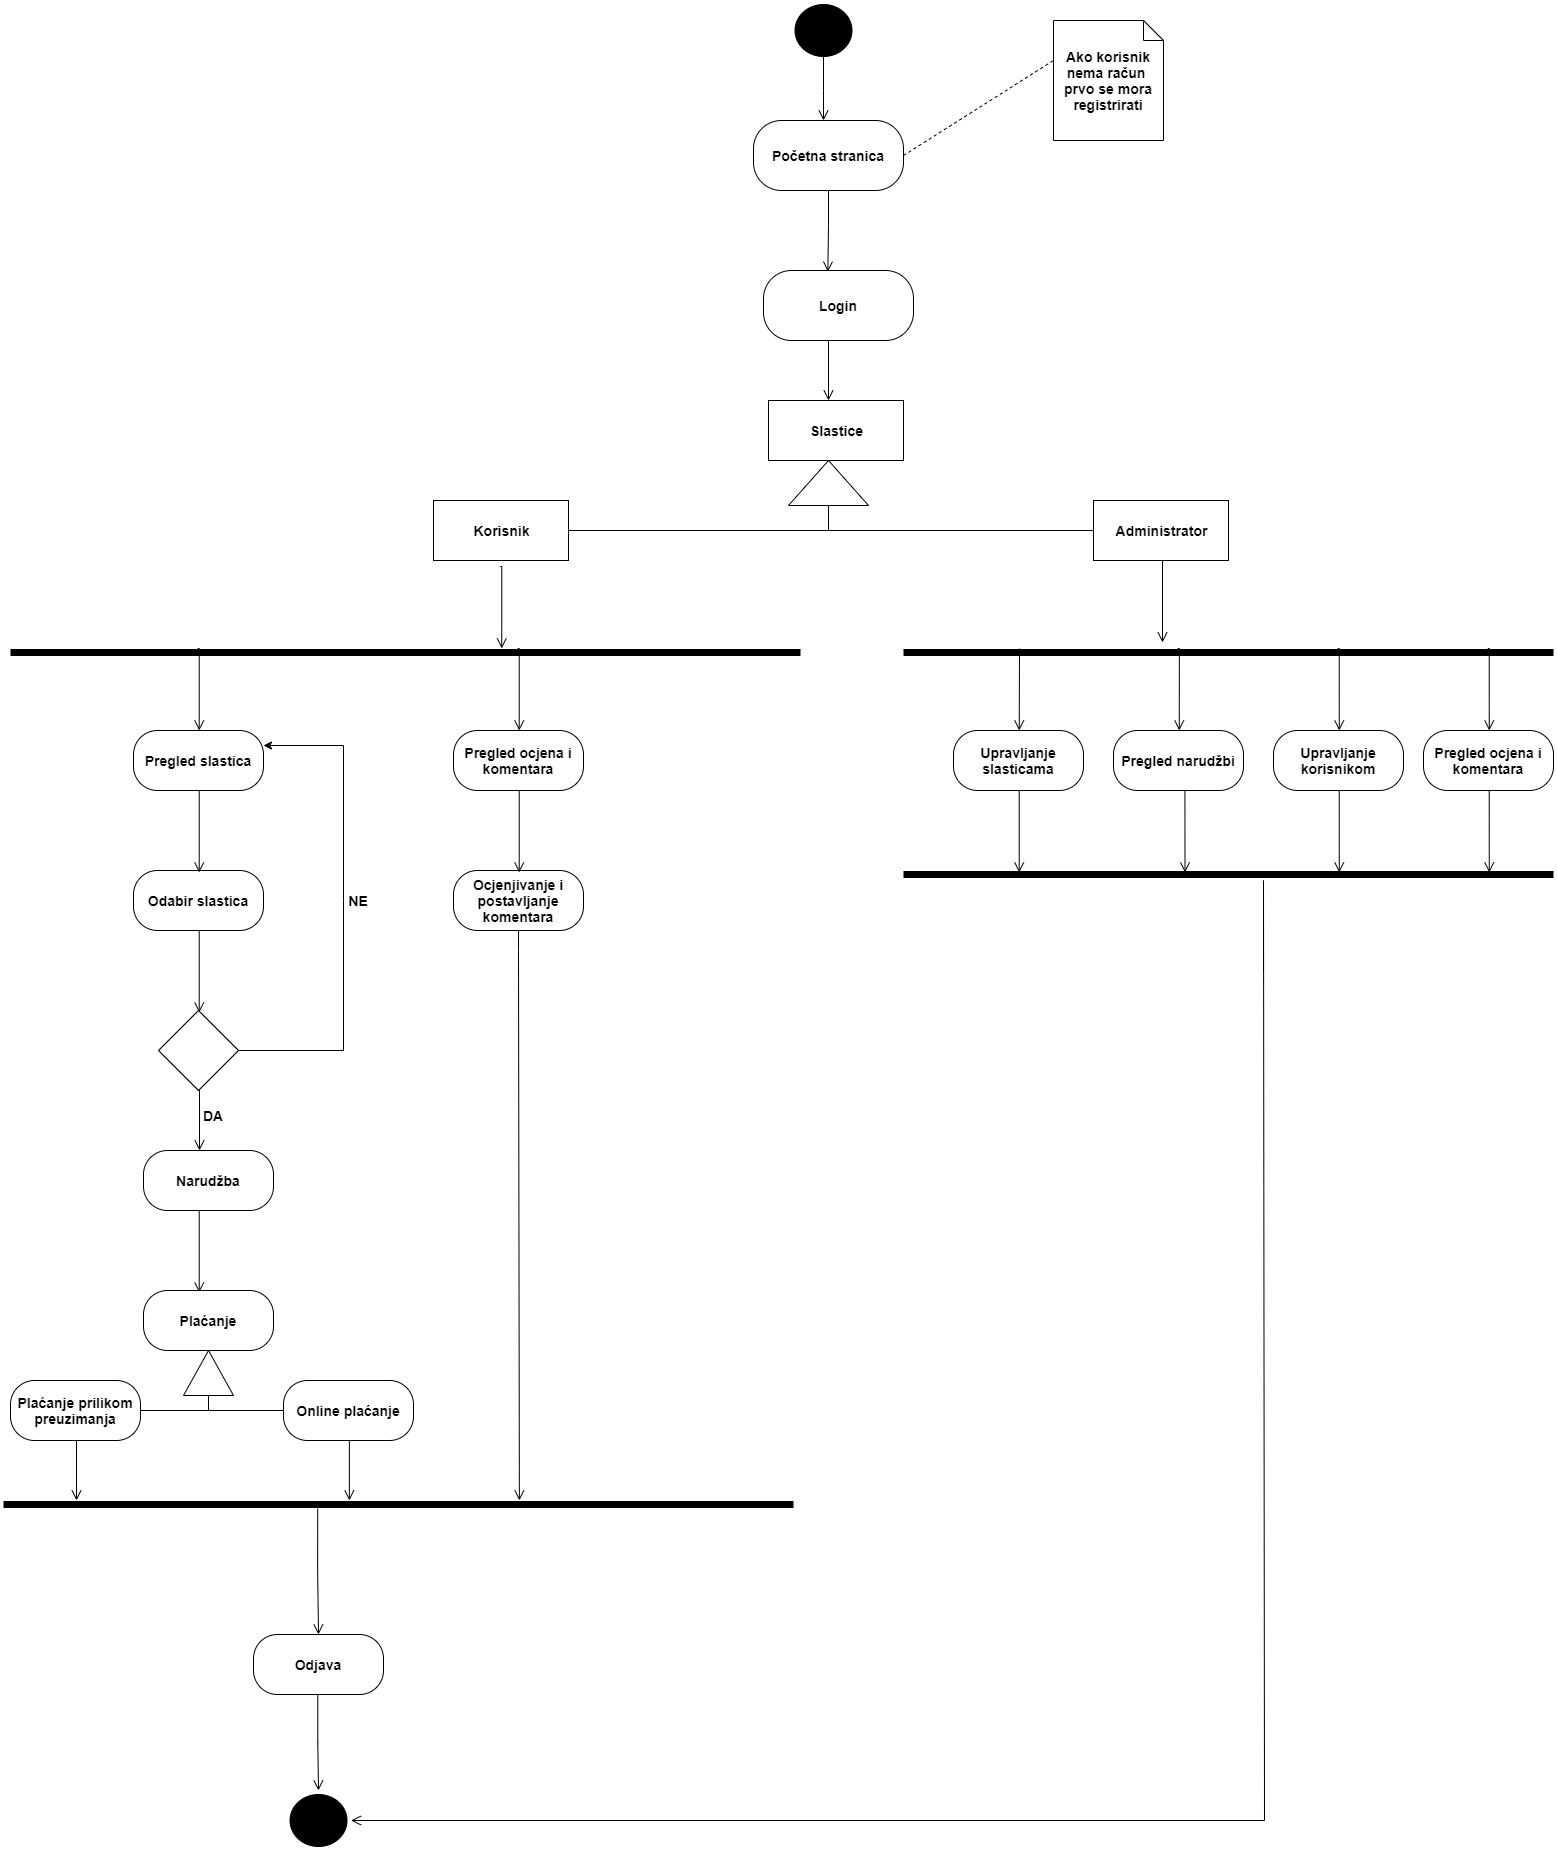 Ako korisnik
nema račun
prvo se mora
registrirati
Početna stranica
Login
Slastice
Korisnik
Administrator
Pregled slastica
Pregled ocjena i
komentara
Upravljanje
slasticama
Pregled narudžbi
Upravljanje
korisnikom
Pregled ocjena i
komentara
Odabir slastica
NE
Ocjenjivanje i
postavljanje
komentara
DA
Narudžba
Plaćanje
Plaćanje prilikom
preuzimanja
Online plaćanje
Odjava